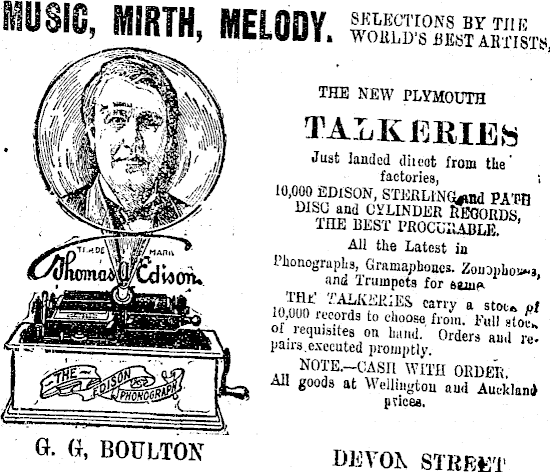 MUSIC, MIRTH, MELODY.
SELECTIONS BY THE
WORLD'S BEST ARTISTS,
TRADE MARK
Thomas A Edison
THE EDISON PHONOGRAPH
G. G, BOULTON
THE NEW PLYMOUTH
TALKERIES
Just landed direct from the
factories,
10,000 EDISON, STERLING and PATH
DISC and CYLINDER RECORDS,
THE BEST PROCURABLE.
All the Latest in
Phonographs, Gramaphones. Zonophones,
and Trumpets for same
THE TALKERIES carry a stock of
10,000 records to choose from. Full stock
of requisites on hand. Orders and re-
pairs executed promptly.
NOTE.—CASH WITH ORDER.
All goods at Wellington and Auckland
prices.
DEVON STREET